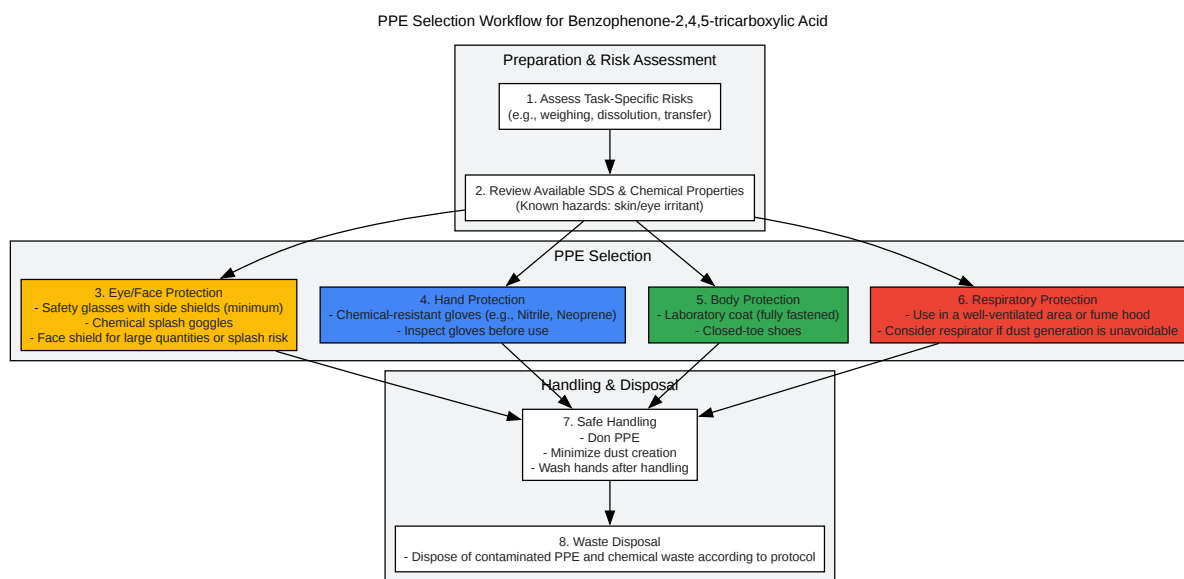 PPE Selection Workflow for Benzophenone-2,4,5-tricarboxylic Acid
Preparation & Risk Assessment
1. Assess Task-Specific Risks
(e.g., weighing, dissolution, transfer)
2. Review Available SDS & Chemical Properties
(Known hazards: skin/eye irritant)
PPE Selection
3. Eye/Face Protection
- Safety glasses with side shields (minimum)
- Chemical splash goggles
- Face shield for large quantities or splash risk
4. Hand Protection
- Chemical-resistant gloves (e.g., Nitrile, Neoprene)
- Inspect gloves before use
5. Body Protection
- Laboratory coat (fully fastened)
- Closed-toe shoes
6. Respiratory Protection
- Use in a well-ventilated area or fume hood
- Consider respirator if dust generation is unavoidable
Handling & Disposal
7. Safe Handling
- Don PPE
- Minimize dust creation
- Wash hands after handling
8. Waste Disposal
- Dispose of contaminated PPE and chemical waste according to protocol